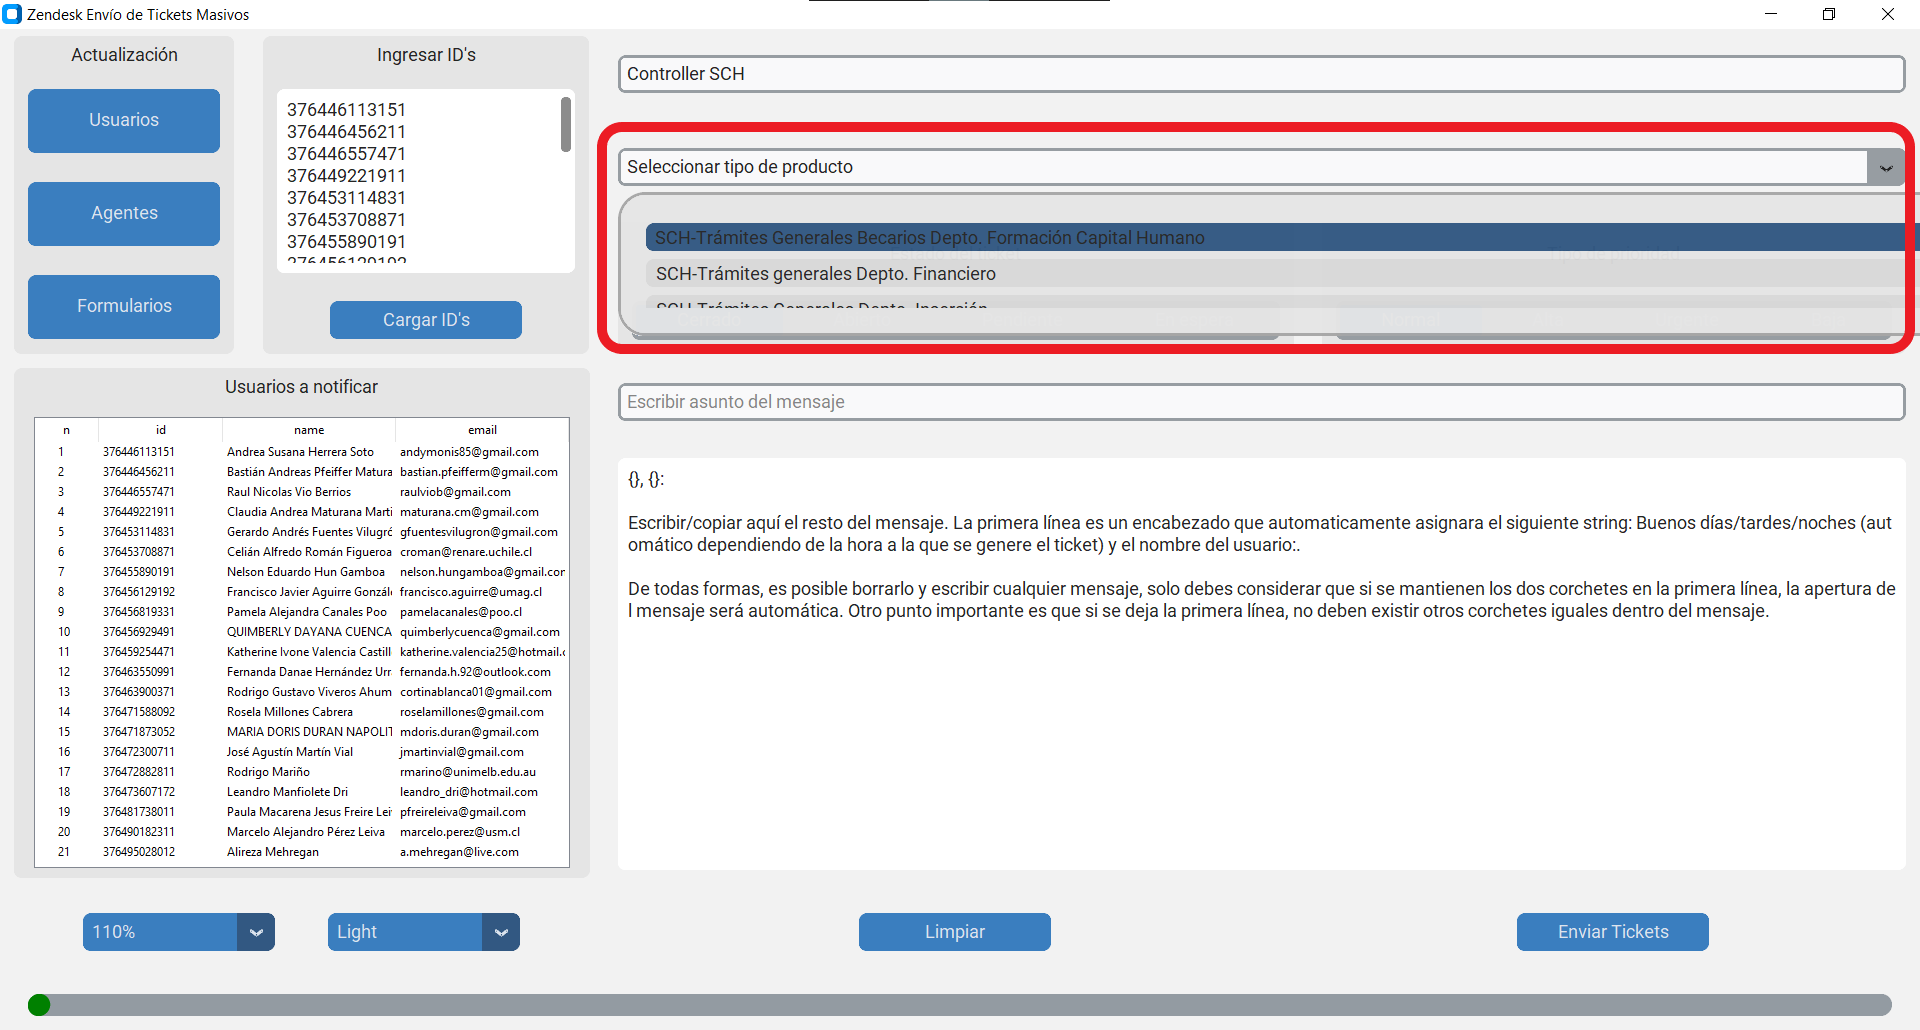 Zendesk Envío de Tickets Masivos
Actualización
Usuarios
Agentes
Formularios
Ingresar ID's
376446113151
376446456211
376446557471
376449221911
376453114831
376453708871
376455890191
376456129192
Cargar ID's
Controller SCH
Seleccionar tipo de producto
SCH-Trámites Generales Becarios Depto. Formación Capital Humano
SCH-Trámites generales Depto. Financiero
SCH-Trámites Generales Depto. Inserción
Escribir asunto del mensaje
{}, {}:
Escribir/copiar aquí el resto del mensaje. La primera línea es un encabezado que automaticamente asignara el siguiente string: Buenos días/tardes/noches (aut
omático dependiendo de la hora a la que se genere el ticket) y el nombre del usuario:.
De todas formas, es posible borrarlo y escribir cualquier mensaje, solo debes considerar que si se mantienen los dos corchetes en la primera línea, la apertura de
l mensaje será automática. Otro punto importante es que si se deja la primera línea, no deben existir otros corchetes iguales dentro del mensaje.
Usuarios a notificar
n id name email
1 376446113151 Andrea Susana Herrera Soto andymonis85@gmail.com
2 376446456211 Bastián Andreas Pfeiffer Matura bastian.pfeifferm@gmail.com
3 376446557471 Raul Nicolas Vio Berrios raulviob@gmail.com
4 376449221911 Claudia Andrea Maturana Marti maturana.cm@gmail.com
5 376453114831 Gerardo Andrés Fuentes Vilugró gfuentesvilugron@gmail.com
6 376453708871 Celián Alfredo Román Figueroa croman@renare.uchile.cl
7 376455890191 Nelson Eduardo Hun Gamboa nelson.hungamboa@gmail.com
8 376456129192 Francisco Javier Aguirre Gonzál francisco.aguirre@umag.cl
9 376456819331 Pamela Alejandra Canales Poo pamelacanales@poo.cl
10 376456929491 QUIMBERLY DAYANA CUENCA quimberlycuenca@gmail.com
11 376459254471 Katherine Ivone Valencia Castill katherine.valencia25@hotmail.c
12 376463550991 Fernanda Danae Hernández Urr fernanda.h.92@outlook.com
13 376463900371 Rodrigo Gustavo Viveros Ahum cortinablanca01@gmail.com
14 376471588092 Rosela Millones Cabrera roselamillones@gmail.com
15 376471873052 MARIA DORIS DURAN NAPOLIT mdoris.duran@gmail.com
16 376472300711 José Agustín Martín Vial jmartinvial@gmail.com
17 376472882811 Rodrigo Mariño rmarino@unimelb.edu.au
18 376473607172 Leandro Manfiolete Dri leandro_dri@hotmail.com
19 376481738011 Paula Macarena Jesus Freire Lei pfreireleiva@gmail.com
20 376490182311 Marcelo Alejandro Pérez Leiva marcelo.perez@usm.cl
21 376495028012 Alireza Mehregan a.mehregan@live.com
110%
Light
Limpiar
Enviar Tickets